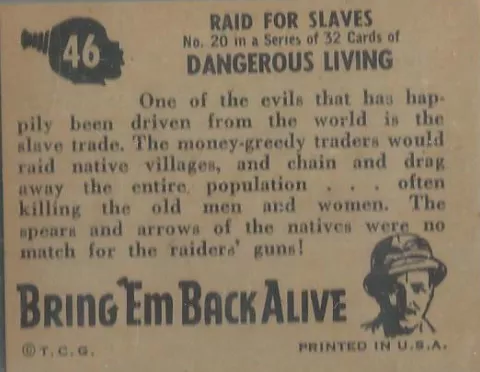 46
RAID FOR SLAVES
No. 20 in a Series of 32 Cards of
DANGEROUS LIVING
One of the evils that has hap-
pily been driven from the world is the
slave trade. The money-greedy traders would
raid native villages, and chain and drag
away the entire population . . . often
killing the old men and women. The
spears and arrows of the natives were no
match for the raiders' guns!
BRING 'EM BACK ALIVE
© T. C. G.
PRINTED IN U.S.A.